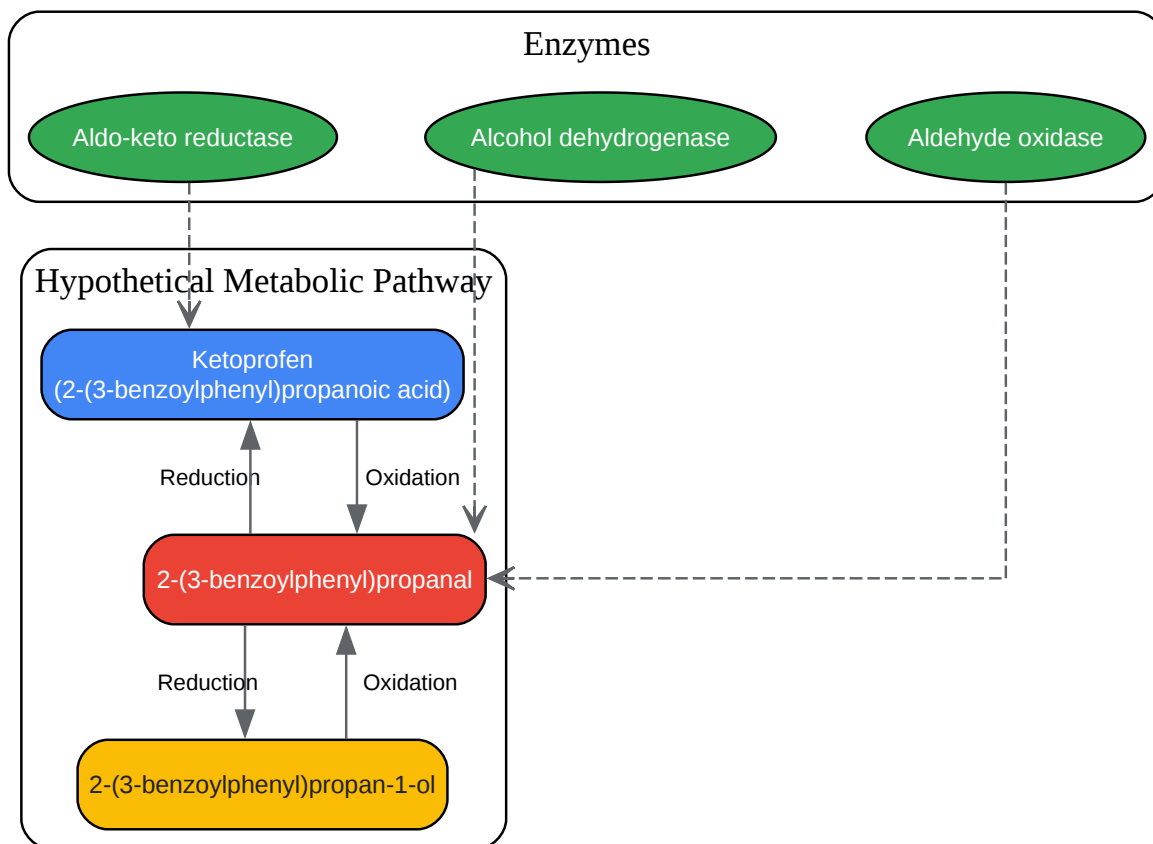 Enzymes
Aldo-keto reductase
Alcohol dehydrogenase
Aldehyde oxidase
Hypothetical Metabolic Pathway
Ketoprofen
(2-(3-benzoylphenyl)propanoic acid)
Reduction
Oxidation
2-(3-benzoylphenyl)propanal
Reduction
Oxidation
2-(3-benzoylphenyl)propan-1-ol